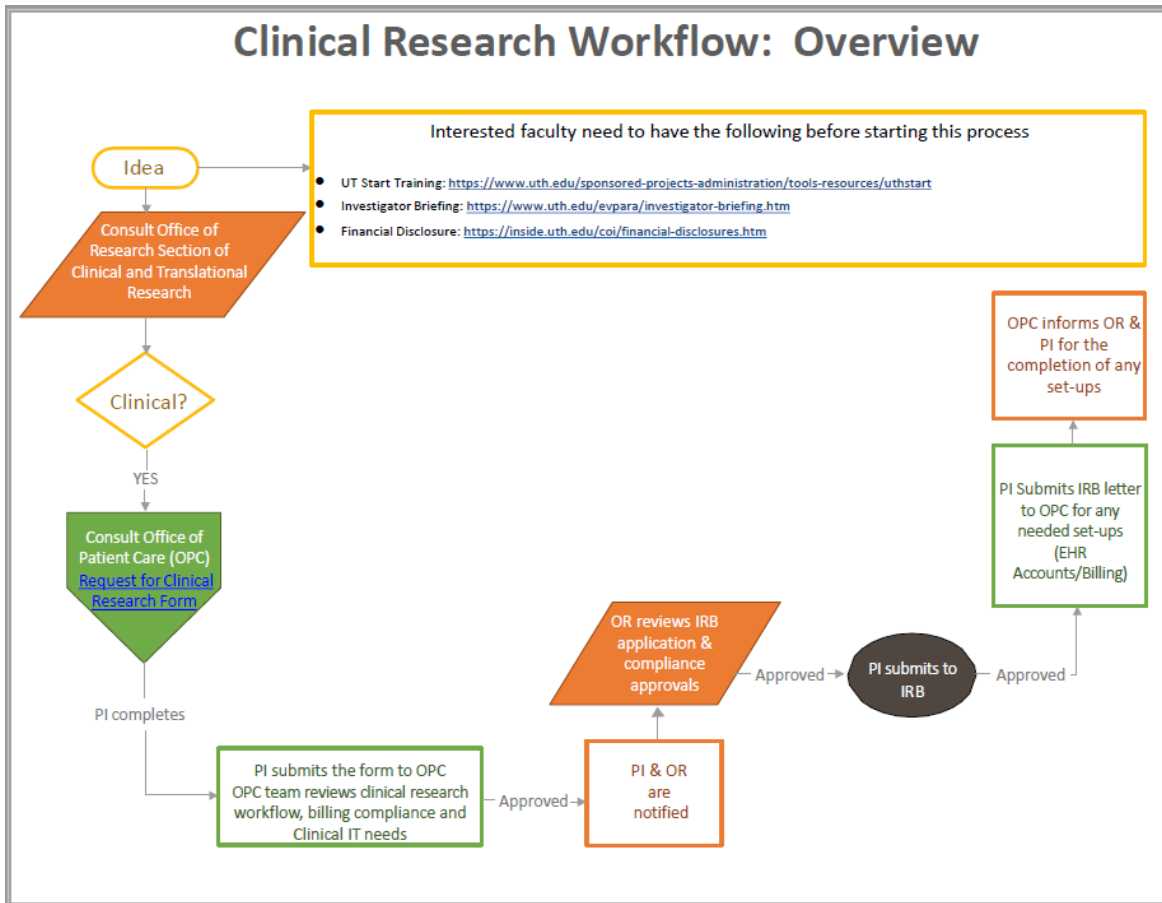 Clinical Research Workflow:  Overview
Interested faculty need to have the following before starting this process
UT Start Training: https://www.uth.edu/sponsored-projects-administration/tools-resources/uthstart
Investigator Briefing: https://www.uth.edu/evpara/investigator-briefing.htm
Financial Disclosure: https://inside.uth.edu/coi/financial-disclosures.htm
Idea
Consult Office of
Research Section of
Clinical and Translational
Research
Clinical?
YES
Consult Office of
Patient Care (OPC)
Request for Clinical
Research Form
PI completes
PI submits the form to OPC
OPC team reviews clinical research
workflow, billing compliance and
Clinical IT needs
Approved
PI & OR
are
notified
OR reviews IRB
application &
compliance
approvals
Approved
PI submits to
IRB
Approved
PI Submits IRB letter
to OPC for any
needed set-ups
(EHR
Accounts/Billing)
OPC informs OR &
PI for the
completion of any
set-ups